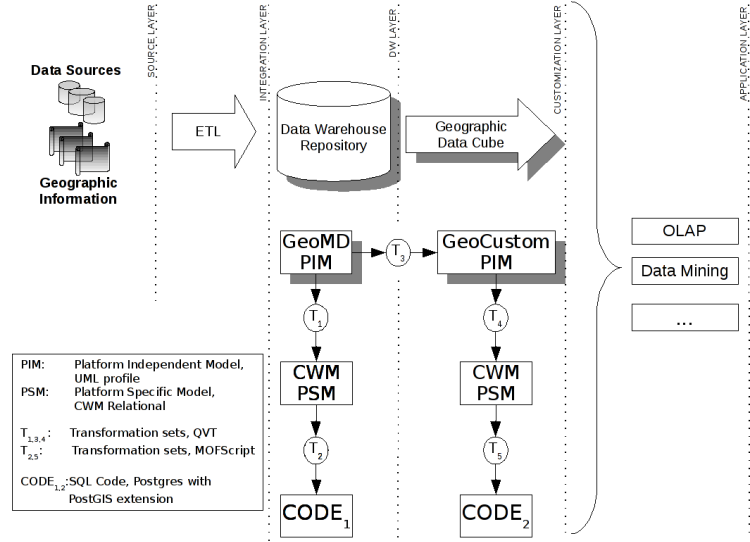 SOURCE LAYER
INTEGRATION LAYER
DW LAYER
CUSTOMIZATION LAYER
APPLICATION LAYER
Data Sources
Geographic
Information
ETL
Data Warehouse
Repository
Geographic
Data Cube
GeoMD
PIM
T3
GeoCustom
PIM
T1
T4
CWM
PSM
CWM
PSM
T2
T5
CODE1
CODE2
OLAP
Data Mining
...
PIM: Platform Independent Model,
UML profile
PSM: Platform Specific Model,
CWM Relational
T1,3,4: Transformation sets, QVT
T2,5: Transformation sets, MOFScript
CODE1,2:SQL Code, Postgres with
PostGIS extension